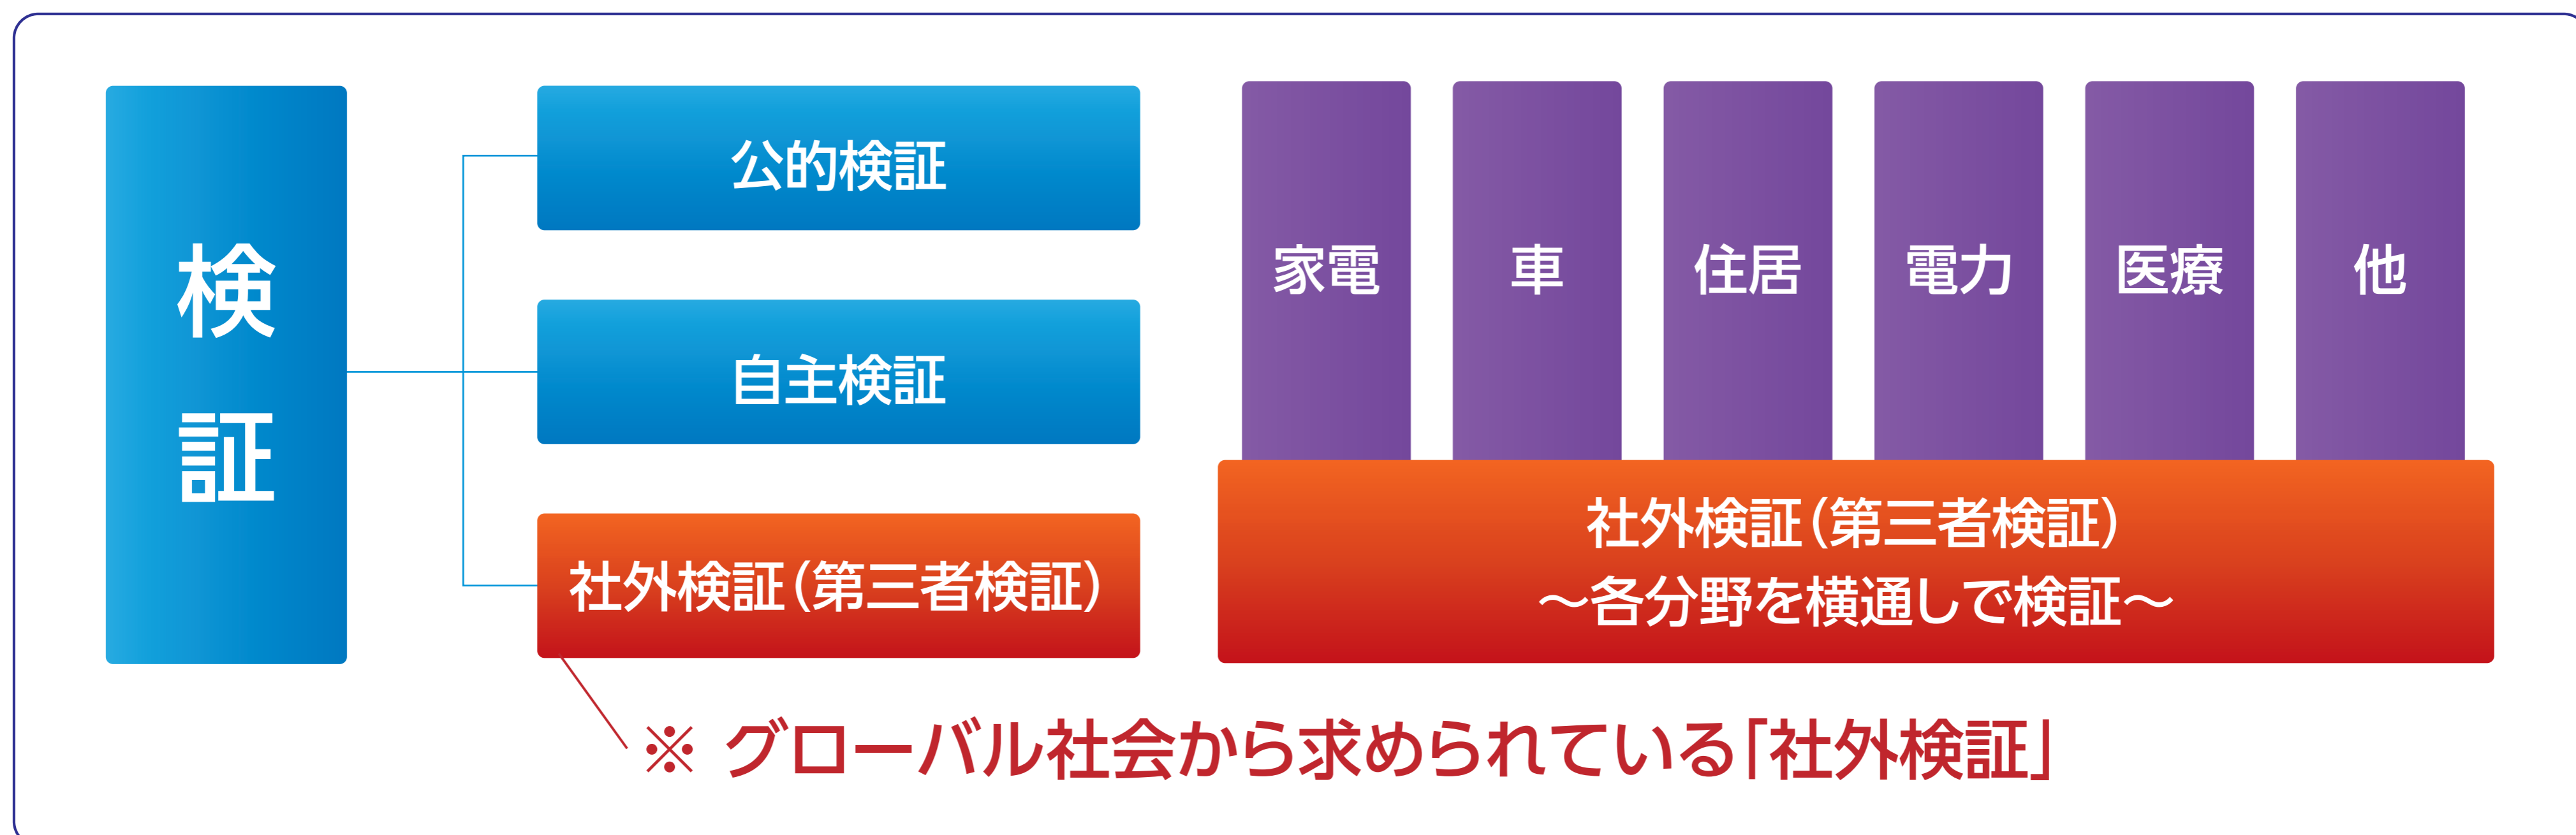 検証
公的検証
自主検証
社外検証(第三者検証)
家電
車
住居
電力
医療
他
社外検証(第三者検証)
～各分野を横通しで検証～
※ グローバル社会から求められている「社外検証」